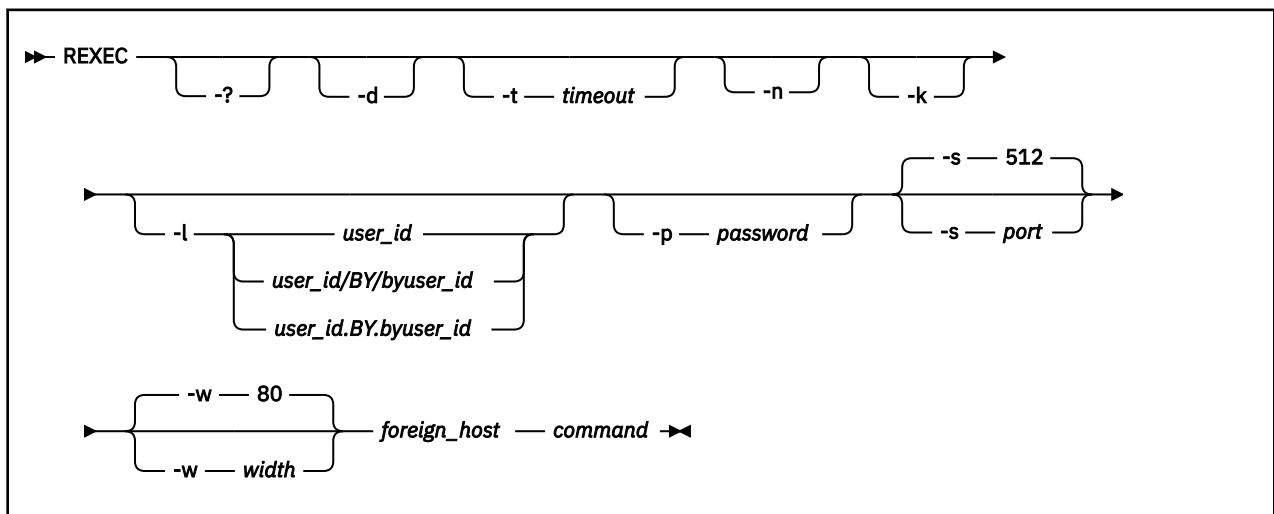 REXEC
-? -d -t timeout -n -k
-s 512
-l user_id -p password -s port
user_id/BY/byuser_id
user_id.BY.byuser_id
-w 80
foreign_host command
-w width